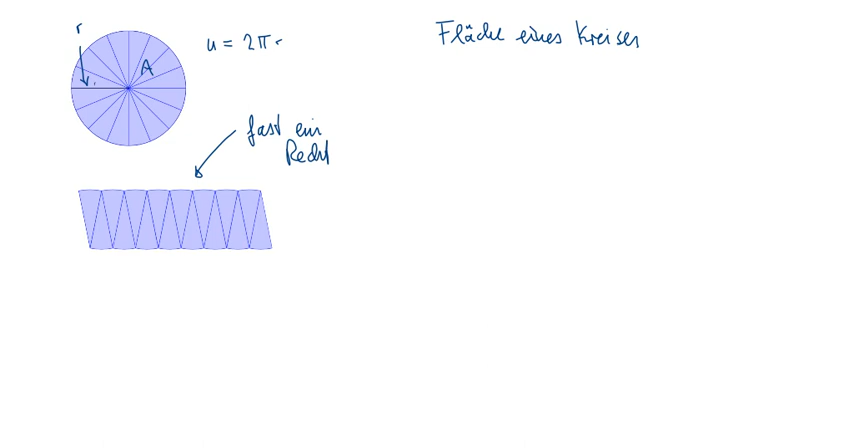 r
u = 2πr
Fläche eines Kreises
A
fast ein
Recht